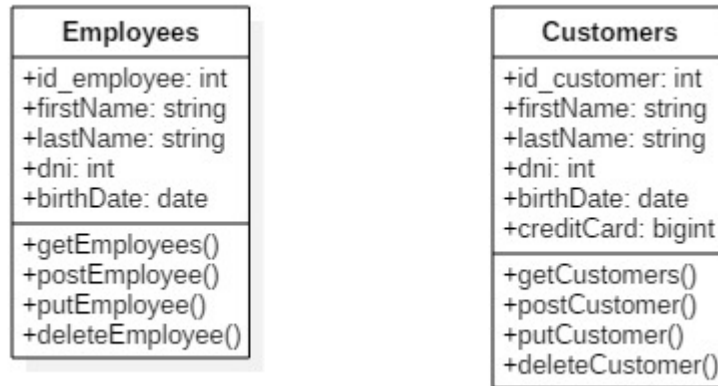 Employees
+id_employee: int
+firstName: string
+lastName: string
+dni: int
+birthDate: date
+getEmployees()
+postEmployee()
+putEmployee()
+deleteEmployee()
Customers
+id_customer: int
+firstName: string
+lastName: string
+dni: int
+birthDate: date
+creditCard: bigint
+getCustomers()
+postCustomer()
+putCustomer()
+deleteCustomer()